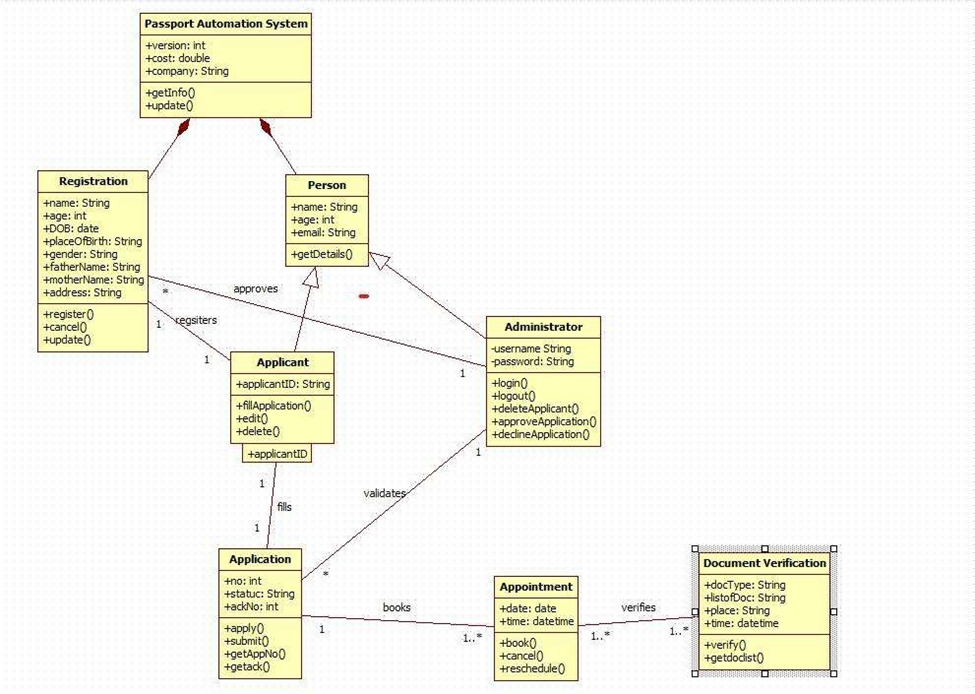 Passport Automation System
+version: int
+cost: double
+company: String
+getInfo()
+update()
Registration
+name: String
+age: int
+DOB: date
+placeOfBirth: String
+gender: String
+fatherName: String
+motherName: String
+address: String
+register()
+cancel()
+update()
Person
+name: String
+age: int
+email: String
+getDetails()
*
approves
1
1
regsiters
1
Administrator
-username String
-password: String
+login()
+logout()
+deleteApplicant()
+approveApplication()
+declineApplication()
Applicant
+applicantID: String
+fillApplication()
+edit()
+delete()
+applicantID
1
fills
1
1
validates
*
Application
+no: int
+statuc: String
+ackNo: int
+apply()
+submit()
+getAppNo()
+getack()
1
books
1..*
Appointment
+date: date
+time: datetime
+book()
+cancel()
+reschedule()
1..*
verifies
1..*
Document Verification
+docType: String
+listofDoc: String
+place: String
+time: datetime
+verify()
+getdoclist()